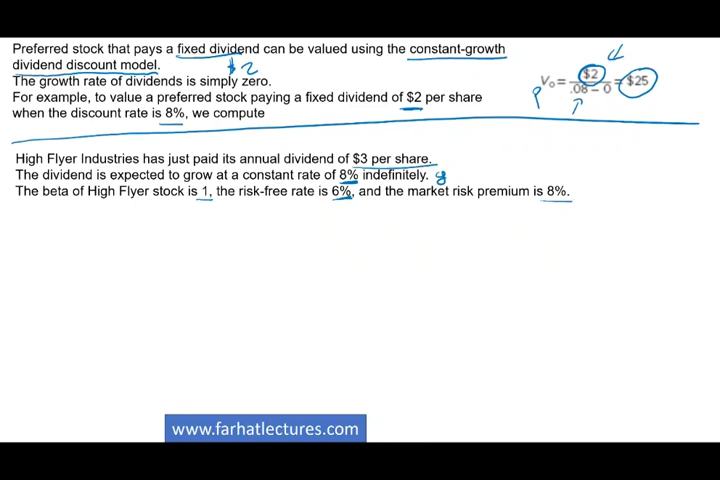 Preferred stock that pays a fixed dividend can be valued using the constant-growth
dividend discount model.
$2
The growth rate of dividends is simply zero.
For example, to value a preferred stock paying a fixed dividend of $2 per share
when the discount rate is 8%, we compute
V₀ = $2 / .08 − 0 = $25
P
High Flyer Industries has just paid its annual dividend of $3 per share.
The dividend is expected to grow at a constant rate of 8% indefinitely. g
The beta of High Flyer stock is 1, the risk-free rate is 6%, and the market risk premium is 8%.
www.farhatlectures.com